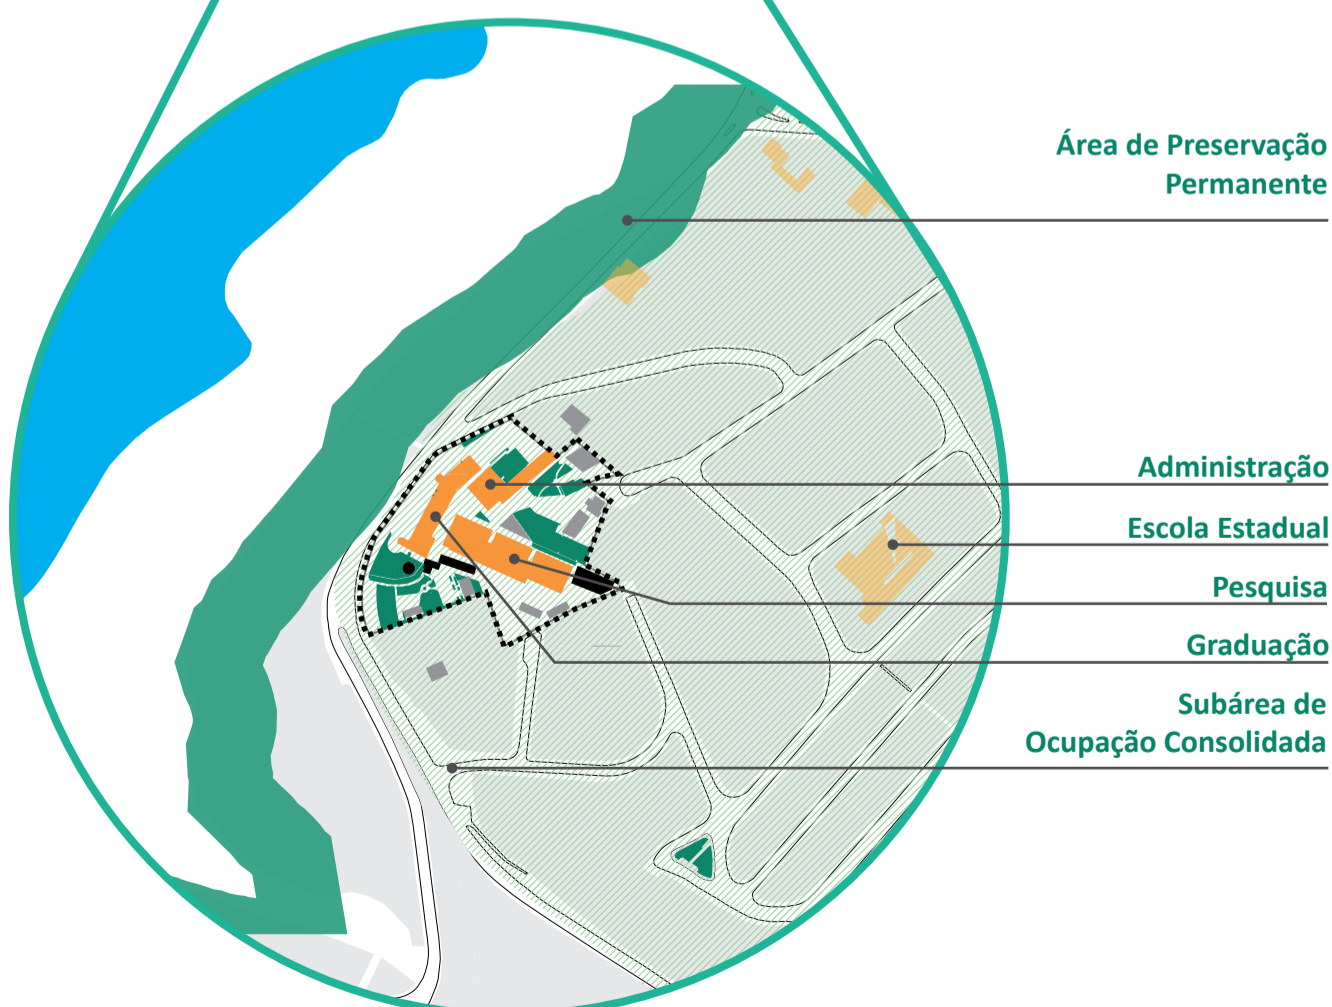 Área de Preservação
Permanente
Administração
Escola Estadual
Pesquisa
Graduação
Subárea de
Ocupação Consolidada